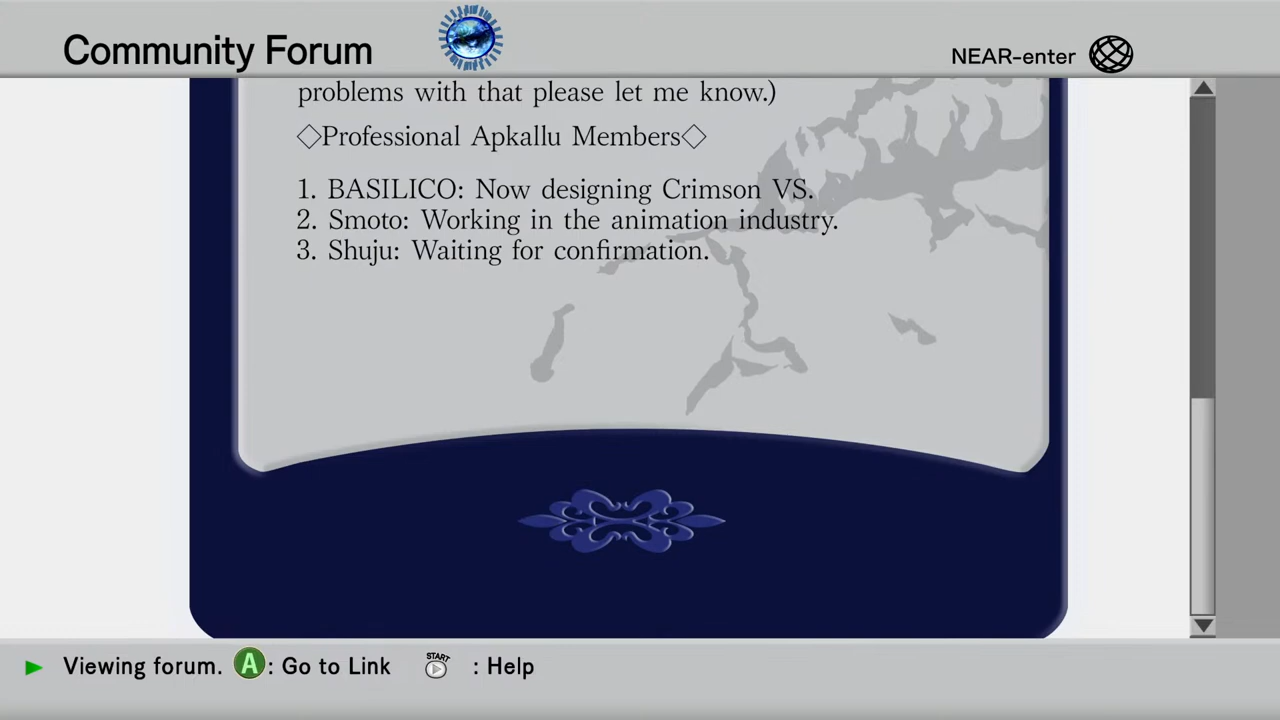 Community Forum
NEAR-enter
problems with that please let me know.)
◇Professional Apkallu Members◇
1. BASILICO: Now designing Crimson VS.
2. Smoto: Working in the animation industry.
3. Shuju: Waiting for confirmation.
Viewing forum. A: Go to Link START : Help